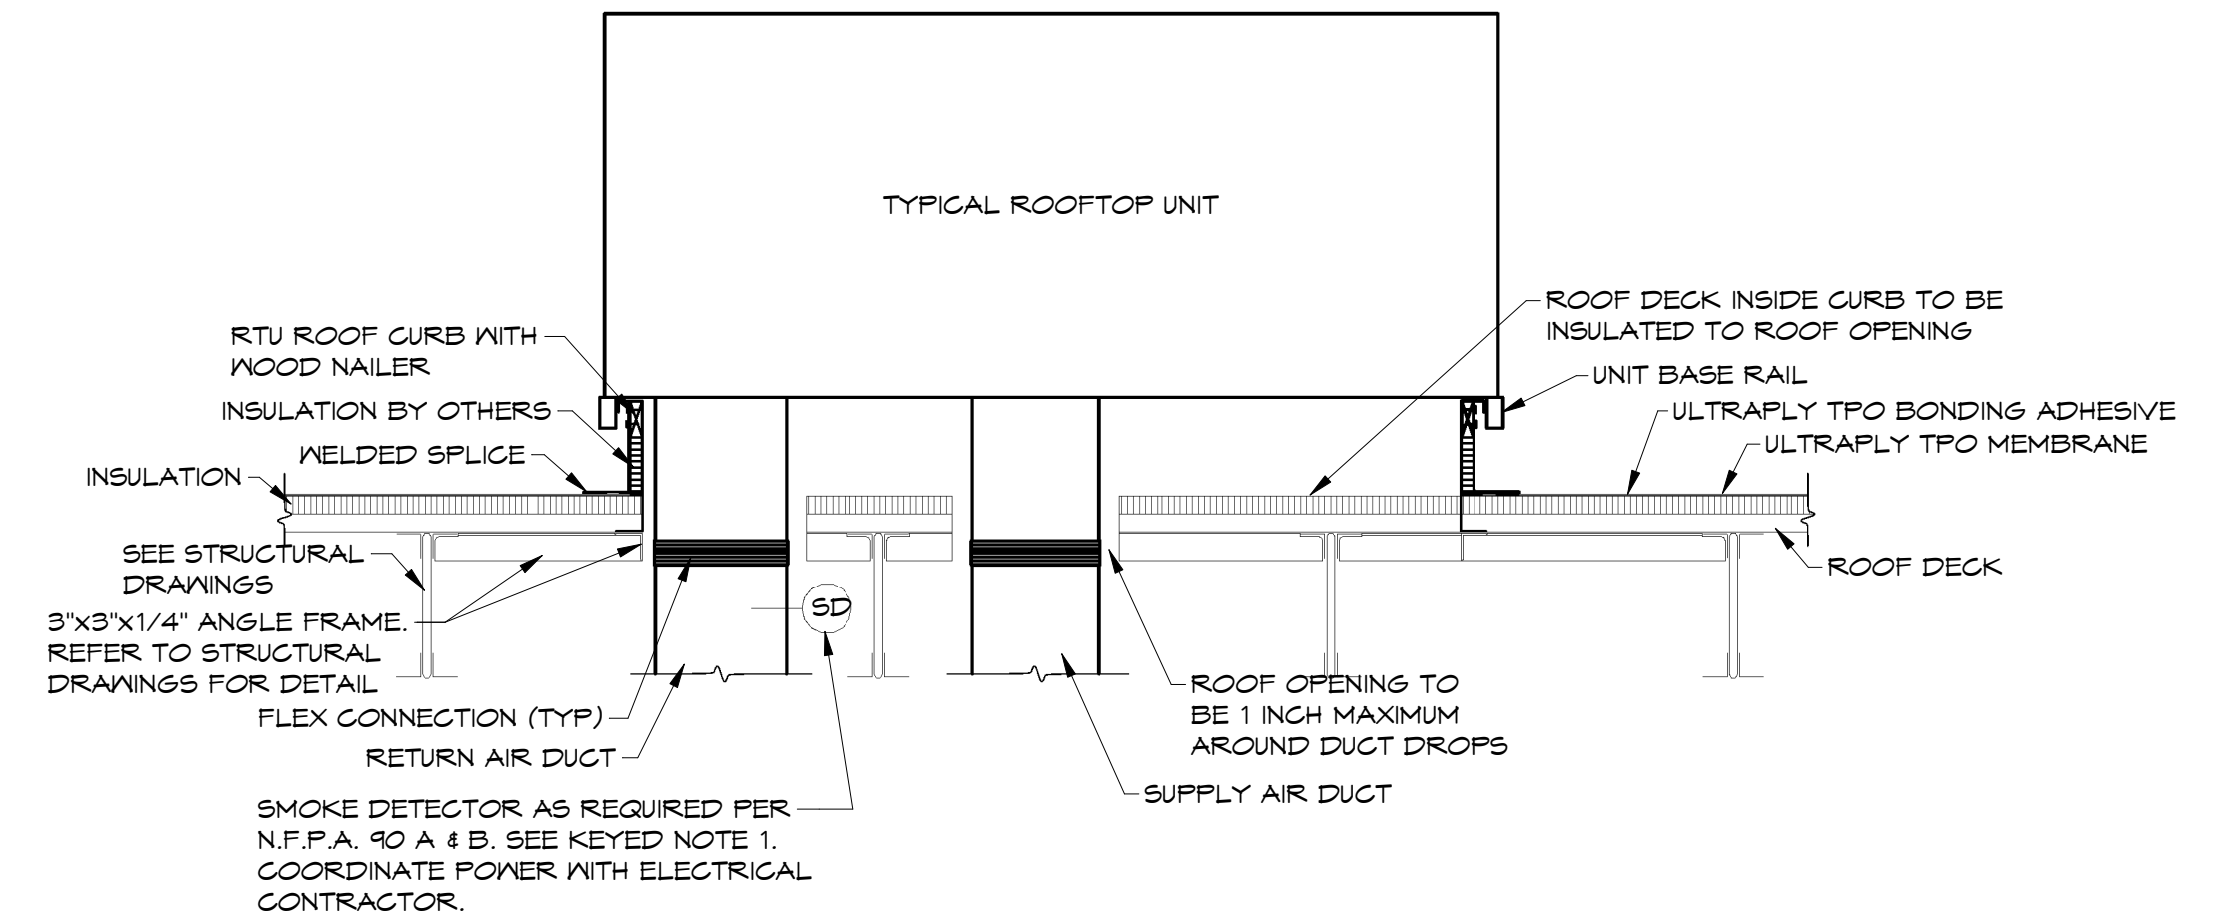 TYPICAL ROOFTOP UNIT
RTU ROOF CURB WITH
WOOD NAILER
INSULATION BY OTHERS
WELDED SPLICE
INSULATION
SEE STRUCTURAL
DRAWINGS
3"x3"x1/4" ANGLE FRAME.
REFER TO STRUCTURAL
DRAWINGS FOR DETAIL
FLEX CONNECTION (TYP)
RETURN AIR DUCT
SMOKE DETECTOR AS REQUIRED PER
N.F.P.A. 90 A & B. SEE KEYED NOTE 1.
COORDINATE POWER WITH ELECTRICAL
CONTRACTOR.
SD
ROOF DECK INSIDE CURB TO BE
INSULATED TO ROOF OPENING
UNIT BASE RAIL
ULTRAPLY TPO BONDING ADHESIVE
ULTRAPLY TPO MEMBRANE
ROOF DECK
ROOF OPENING TO
BE 1 INCH MAXIMUM
AROUND DUCT DROPS
SUPPLY AIR DUCT